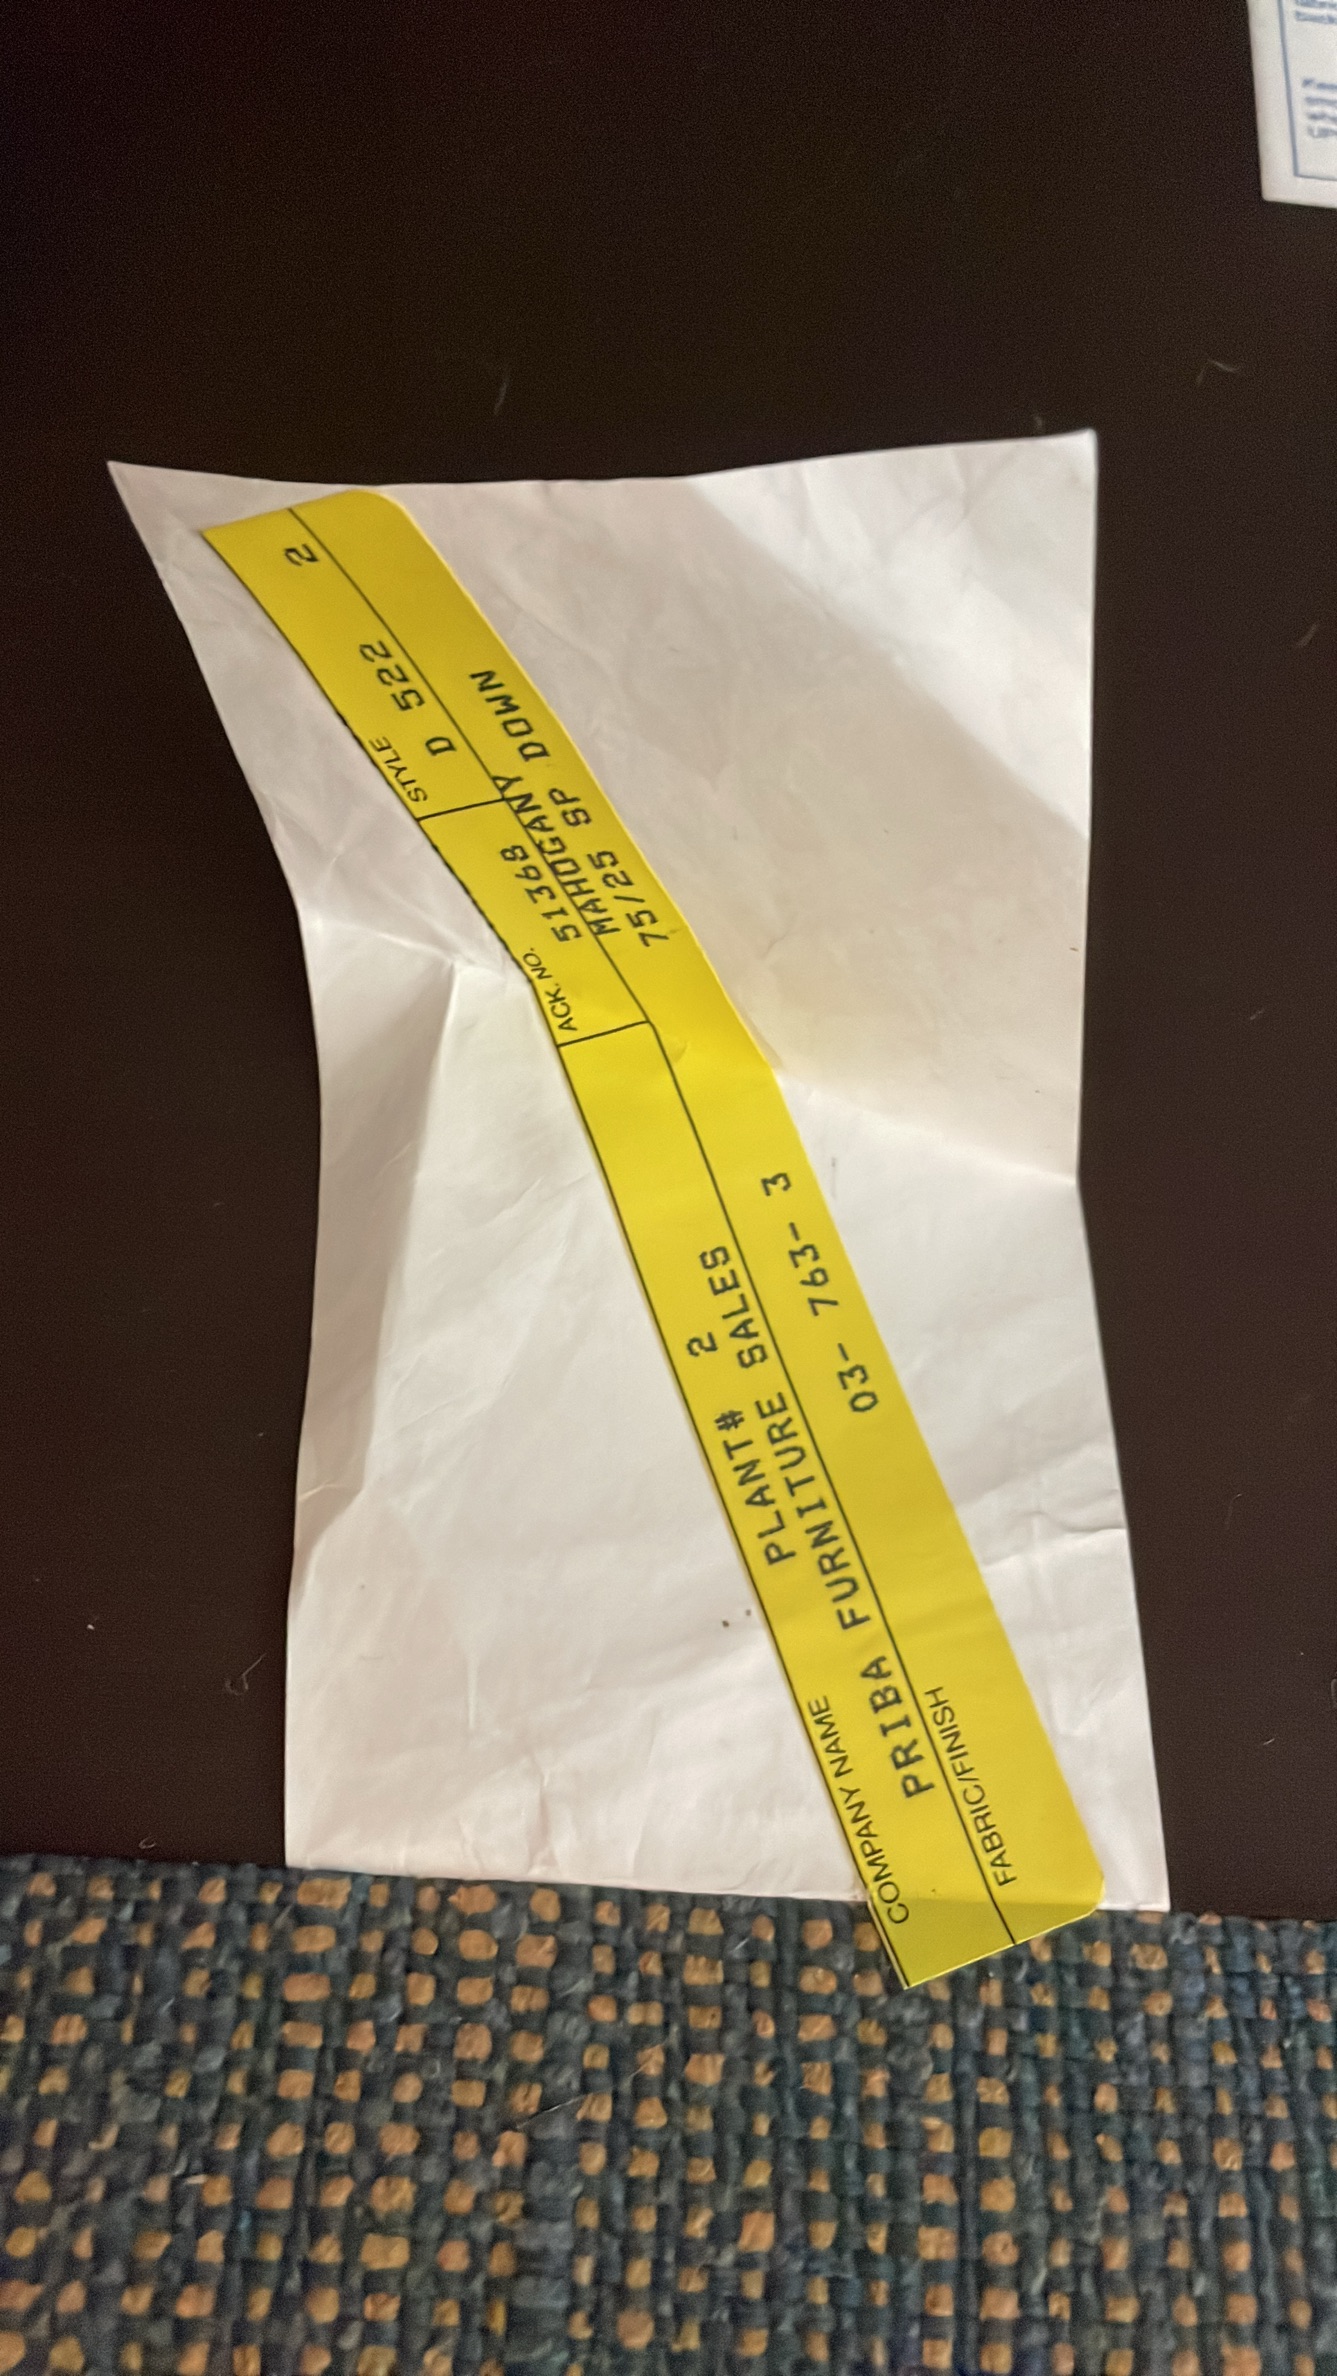 PLANT# 2
COMPANY NAME
PRIBA FURNITURE SALES
ACK. NO.
51368
STYLE
D 522 2
FABRIC/FINISH
03- 763- 3
MAHOGANY
75/25 SP DOWN